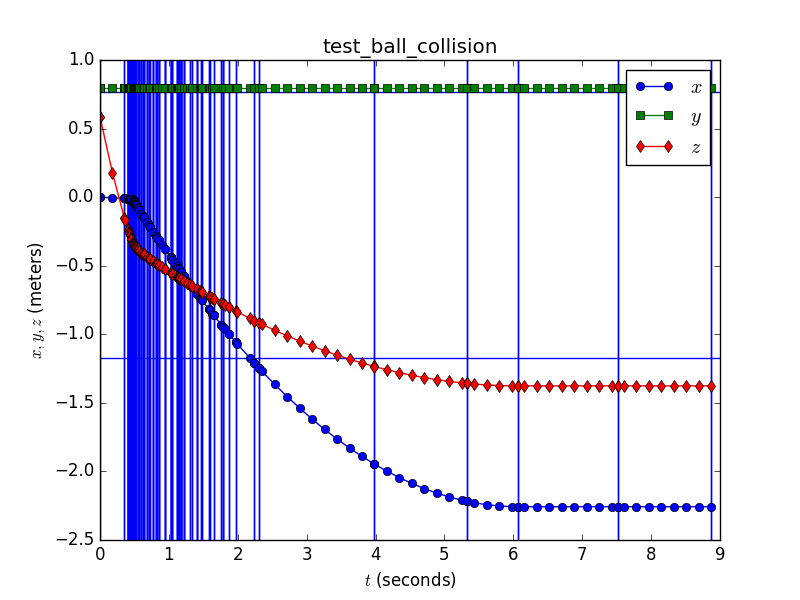 test_ball_collision
1.0
0.5
0.0
−0.5
−1.0
−1.5
−2.0
−2.5
x, y, z (meters)
x
y
z
0 1 2 3 4 5 6 7 8 9
t (seconds)